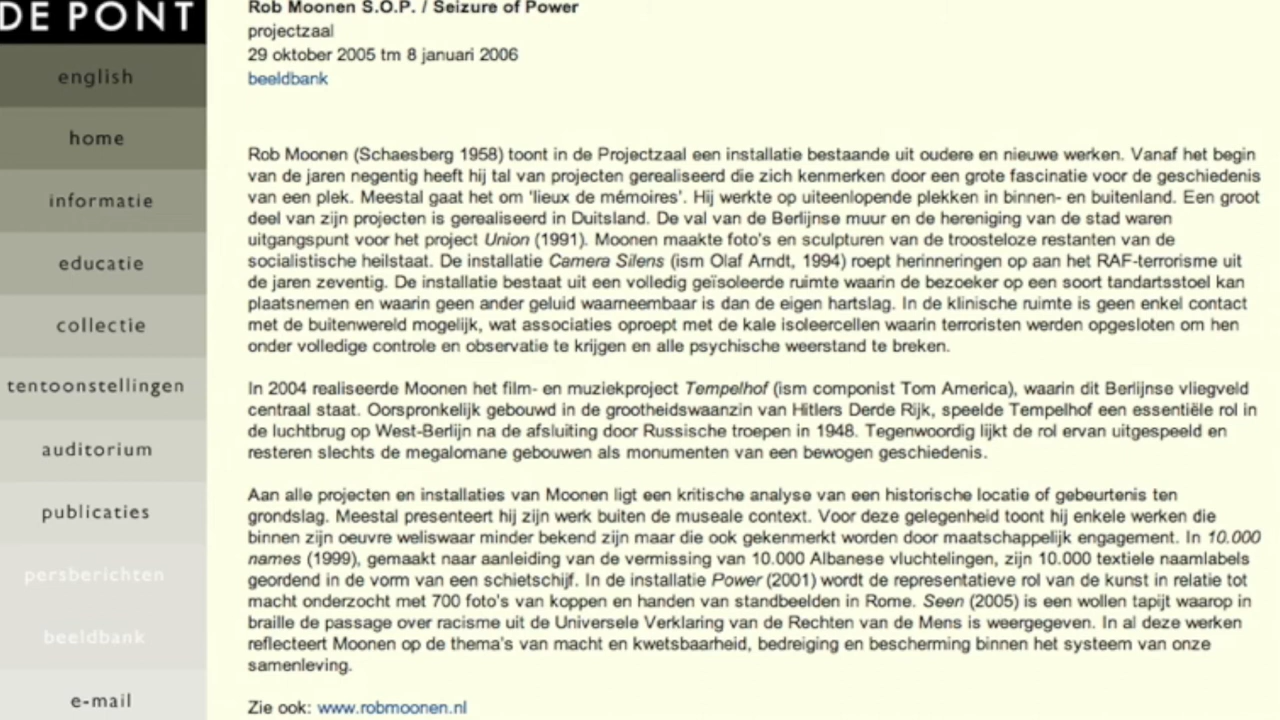 DE PONT
english
home
informatie
educatie
collectie
tentoonstellingen
auditorium
publicaties
persberichten
beeldbank
e-mail
Rob Moonen S.O.P. / Seizure of Power
projectzaal
29 oktober 2005 tm 8 januari 2006
beeldbank
Rob Moonen (Schaesberg 1958) toont in de Projectzaal een installatie bestaande uit oudere en nieuwe werken. Vanaf het begin
van de jaren negentig heeft hij tal van projecten gerealiseerd die zich kenmerken door een grote fascinatie voor de geschiedenis
van een plek. Meestal gaat het om 'lieux de mémoires'. Hij werkte op uiteenlopende plekken in binnen- en buitenland. Een groot
deel van zijn projecten is gerealiseerd in Duitsland. De val van de Berlijnse muur en de hereniging van de stad waren
uitgangspunt voor het project Union (1991). Moonen maakte foto's en sculpturen van de troosteloze restanten van de
socialistische heilstaat. De installatie Camera Silens (ism Olaf Arndt, 1994) roept herinneringen op aan het RAF-terrorisme uit
de jaren zeventig. De installatie bestaat uit een volledig geïsoleerde ruimte waarin de bezoeker op een soort tandartsstoel kan
plaatsnemen en waarin geen ander geluid waarneembaar is dan de eigen hartslag. In de klinische ruimte is geen enkel contact
met de buitenwereld mogelijk, wat associaties oproept met de kale isoleercellen waarin terroristen werden opgesloten om hen
onder volledige controle en observatie te krijgen en alle psychische weerstand te breken.
In 2004 realiseerde Moonen het film- en muziekproject Tempelhof (ism componist Tom America), waarin dit Berlijnse vliegveld
centraal staat. Oorspronkelijk gebouwd in de grootheidswaanzin van Hitlers Derde Rijk, speelde Tempelhof een essentiële rol in
de luchtbrug op West-Berlijn na de afsluiting door Russische troepen in 1948. Tegenwoordig lijkt de rol ervan uitgespeeld en
resteren slechts de megalomane gebouwen als monumenten van een bewogen geschiedenis.
Aan alle projecten en installaties van Moonen ligt een kritische analyse van een historische locatie of gebeurtenis ten
grondslag. Meestal presenteert hij zijn werk buiten de museale context. Voor deze gelegenheid toont hij enkele werken die
binnen zijn oeuvre weliswaar minder bekend zijn maar die ook gekenmerkt worden door maatschappelijk engagement. In 10.000
names (1999), gemaakt naar aanleiding van de vermissing van 10.000 Albanese vluchtelingen, zijn 10.000 textiele naamlabels
geordend in de vorm van een schietschijf. In de installatie Power (2001) wordt de representatieve rol van de kunst in relatie tot
macht onderzocht met 700 foto's van koppen en handen van standbeelden in Rome. Seen (2005) is een wollen tapijt waarop in
braille de passage over racisme uit de Universele Verklaring van de Rechten van de Mens is weergegeven. In al deze werken
reflecteert Moonen op de thema's van macht en kwetsbaarheid, bedreiging en bescherming binnen het systeem van onze
samenleving.
Zie ook: www.robmoonen.nl